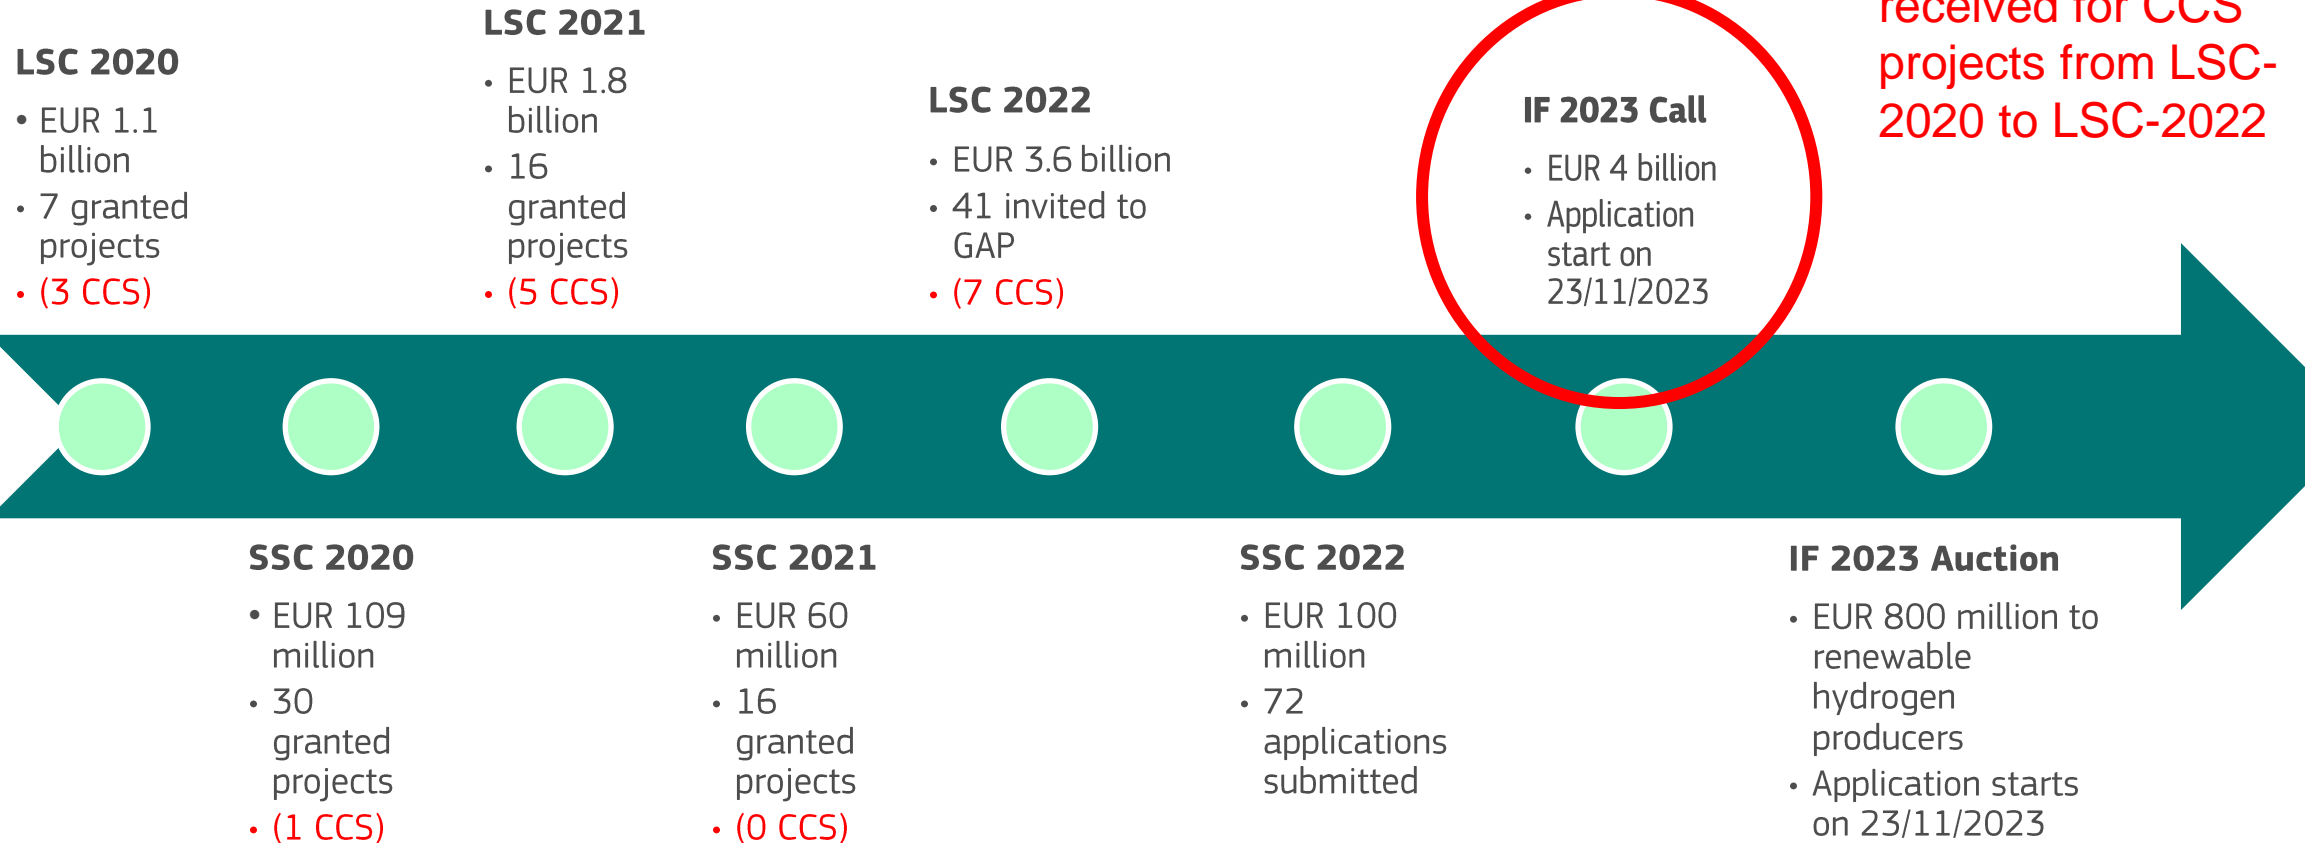 LSC 2020
• EUR 1.1
billion
• 7 granted
projects
• (3 CCS)
LSC 2021
• EUR 1.8
billion
• 16
granted
projects
• (5 CCS)
LSC 2022
• EUR 3.6 billion
• 41 invited to
GAP
• (7 CCS)
IF 2023 Call
• EUR 4 billion
• Application
start on
23/11/2023
received for CCS
projects from LSC-
2020 to LSC-2022
SSC 2020
• EUR 109
million
• 30
granted
projects
• (1 CCS)
SSC 2021
• EUR 60
million
• 16
granted
projects
• (0 CCS)
SSC 2022
• EUR 100
million
• 72
applications
submitted
IF 2023 Auction
• EUR 800 million to
renewable
hydrogen
producers
• Application starts
on 23/11/2023